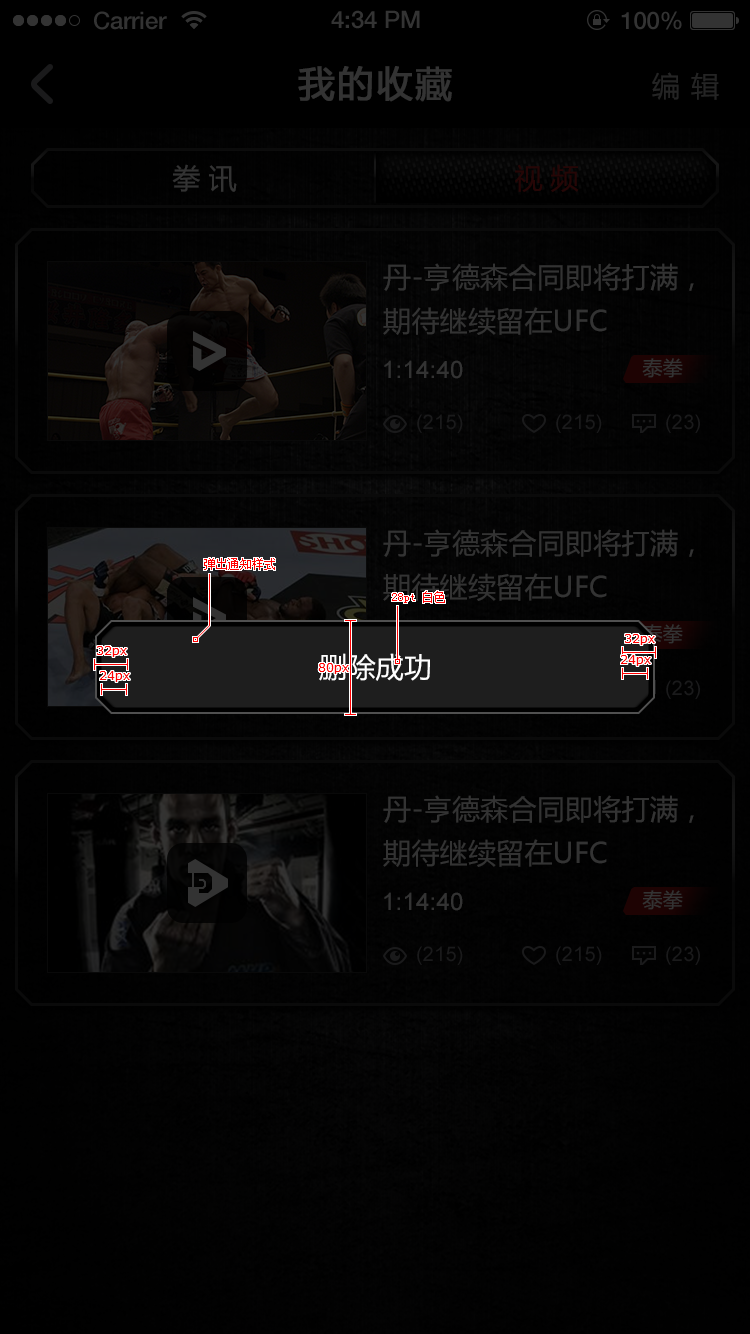 Carrier 4:34 PM 100%
我的收藏 编辑
拳讯 视频
丹-亨德森合同即将打满，
期待继续留在UFC
1:14:40 泰拳
(215) (215) (23)
丹-亨德森合同即将打满，
期待继续留在UFC
弹出通知样式
28pt 白色
泰拳
32px 32px
24px 80px 24px
删除成功
(23)
丹-亨德森合同即将打满，
期待继续留在UFC
1:14:40 泰拳
(215) (215) (23)